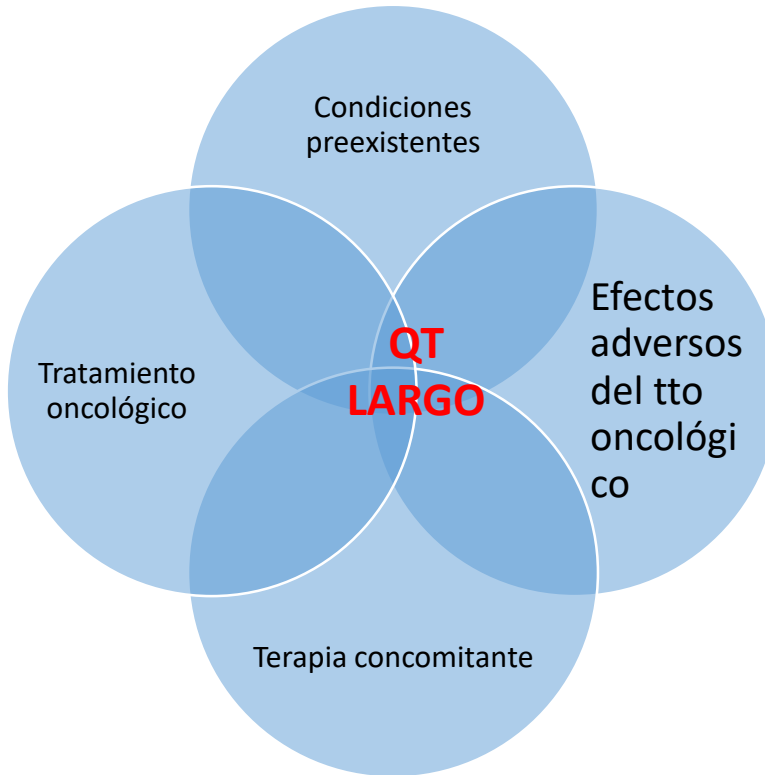 Condiciones
preexistentes
Efectos
adversos
del tto
oncológi
co
QT
LARGO
Tratamiento
oncológico
Terapia concomitante